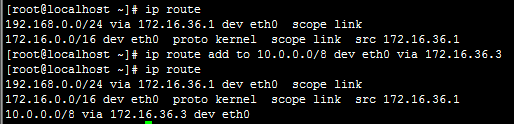 [root@localhost ~]# ip route
192.168.0.0/24 via 172.16.36.1 dev eth0  scope link
172.16.0.0/16 dev eth0  proto kernel  scope link  src 172.16.36.1
[root@localhost ~]# ip route add to 10.0.0.0/8 dev eth0 via 172.16.36.3
[root@localhost ~]# ip route
192.168.0.0/24 via 172.16.36.1 dev eth0  scope link
172.16.0.0/16 dev eth0  proto kernel  scope link  src 172.16.36.1
10.0.0.0/8 via 172.16.36.3 dev eth0